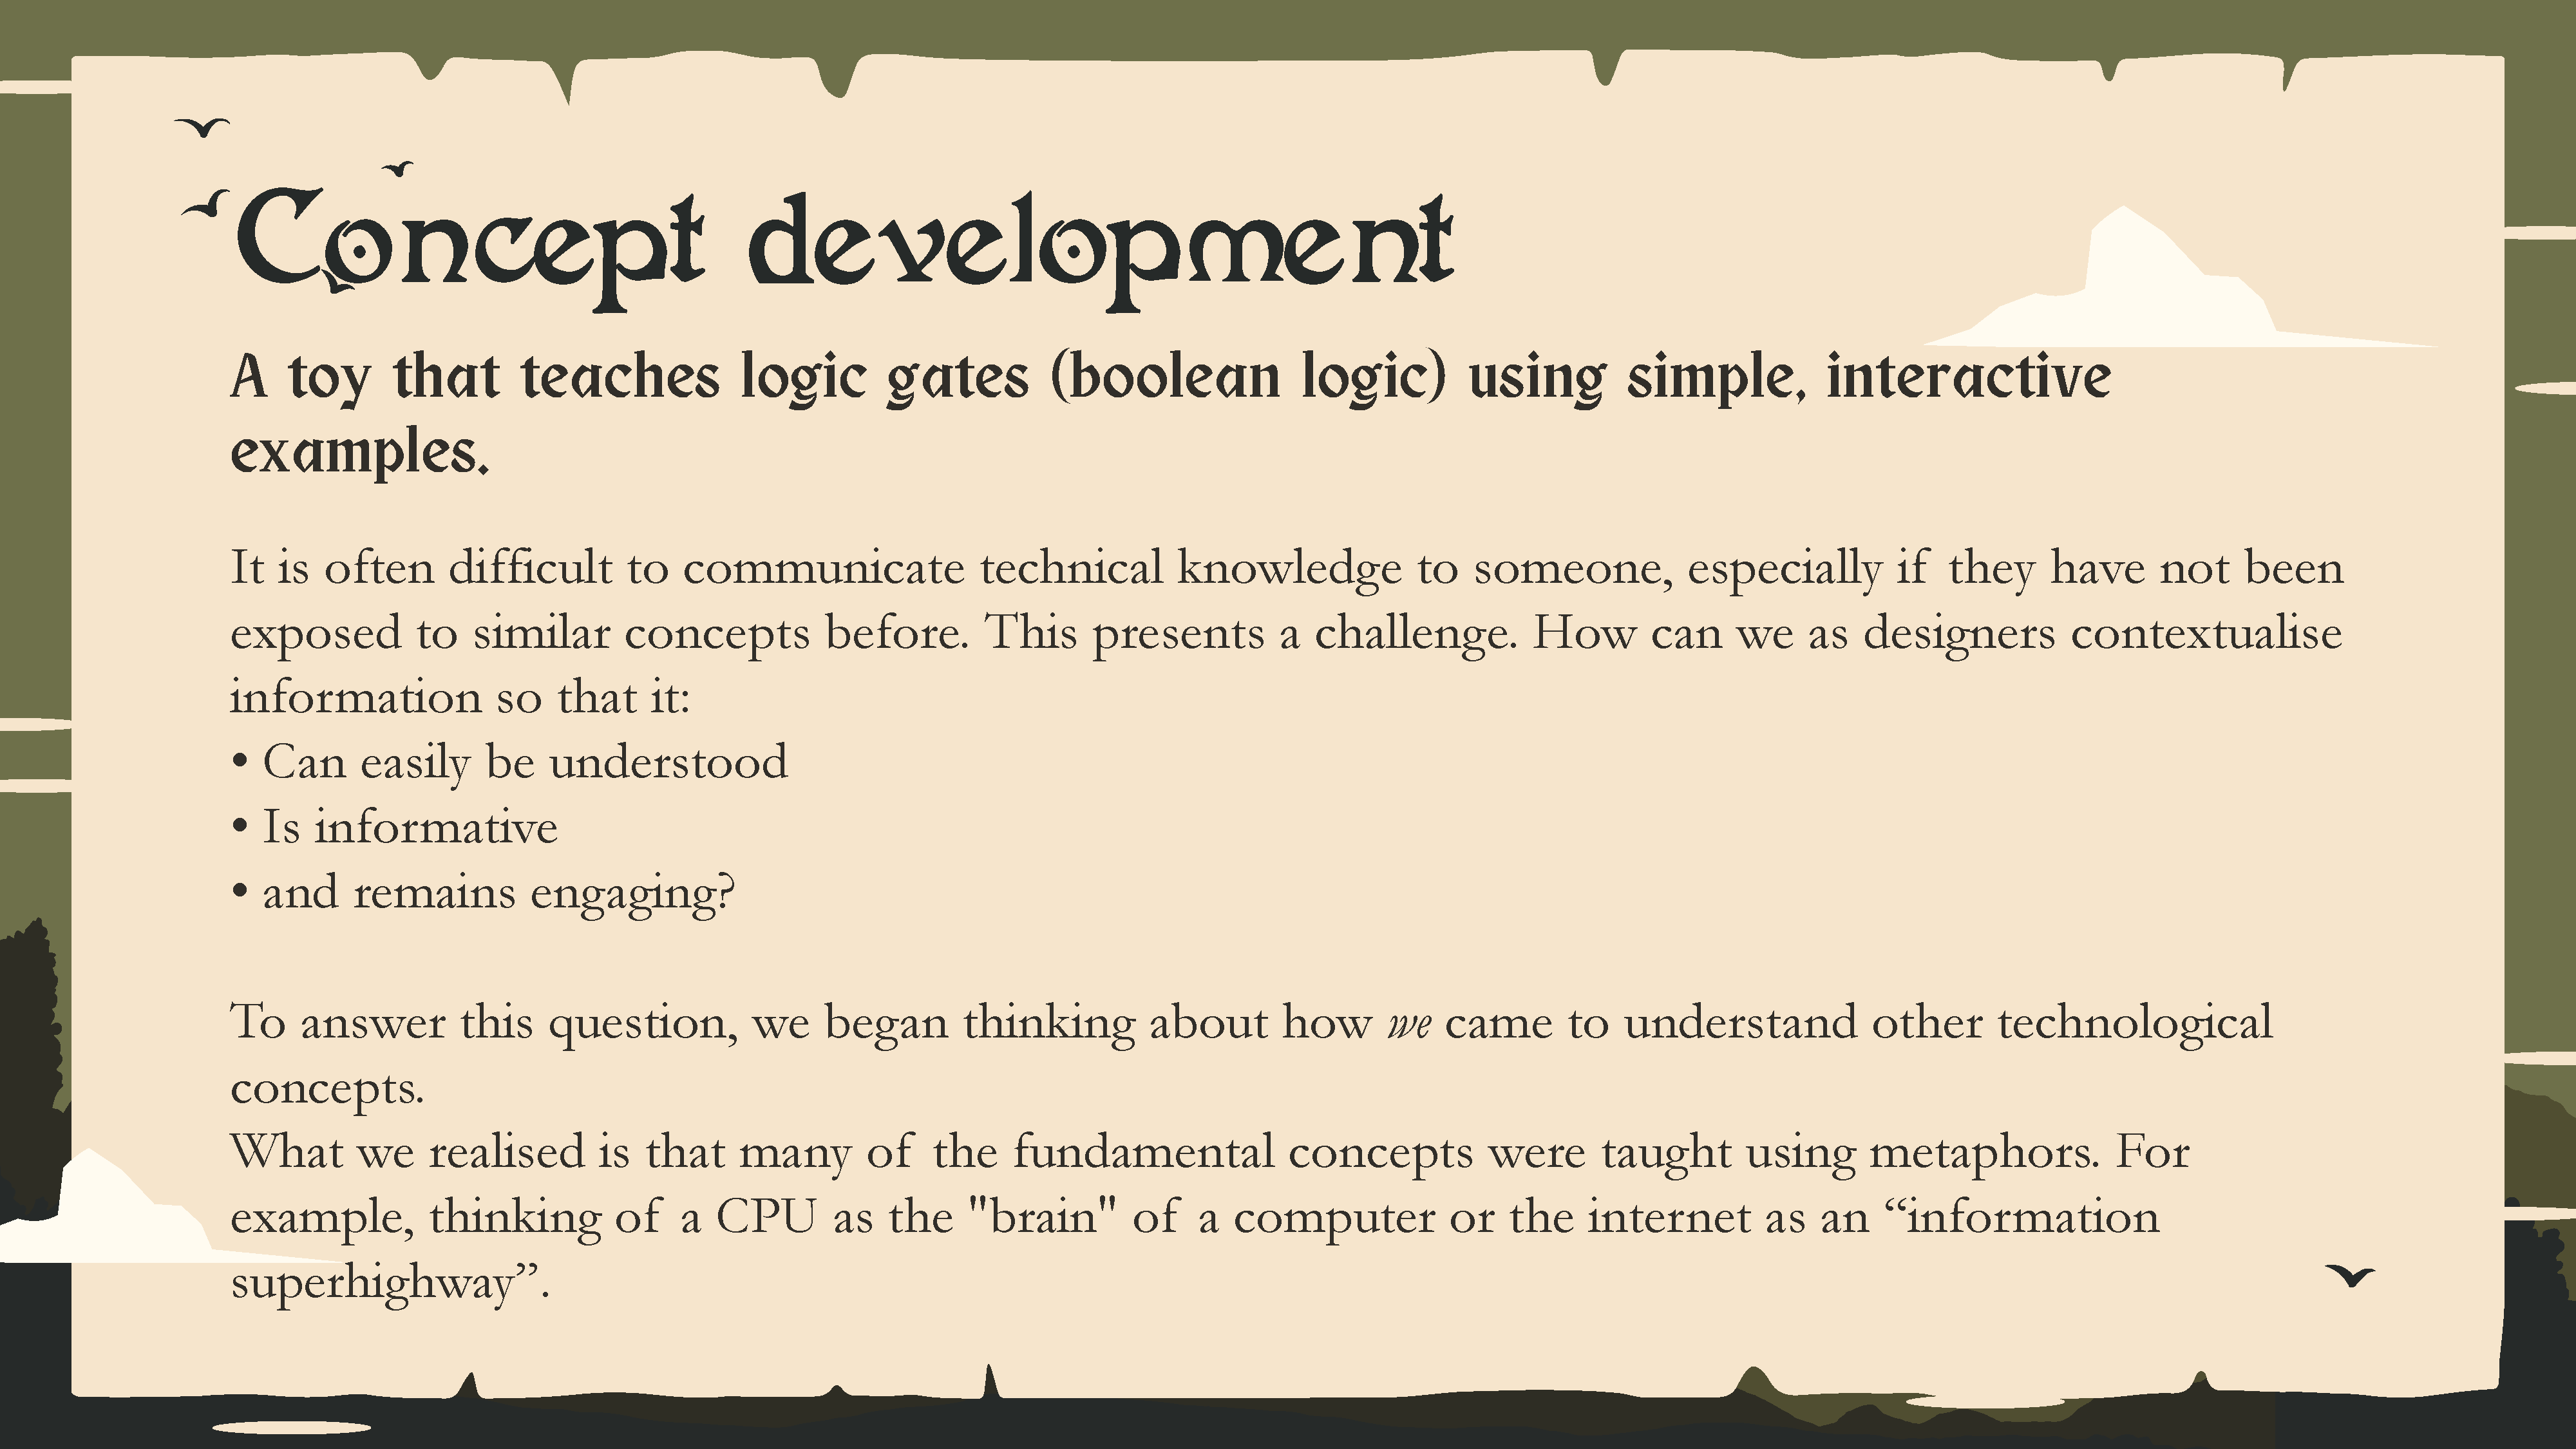 Concept development
A toy that teaches logic gates (boolean logic) using simple, interactive
examples.
It is often difficult to communicate technical knowledge to someone, especially if they have not been
exposed to similar concepts before. This presents a challenge. How can we as designers contextualise
information so that it:
• Can easily be understood
• Is informative
• and remains engaging?
To answer this question, we began thinking about how we came to understand other technological
concepts.
What we realised is that many of the fundamental concepts were taught using metaphors. For
example, thinking of a CPU as the "brain" of a computer or the internet as an “information
superhighway”.